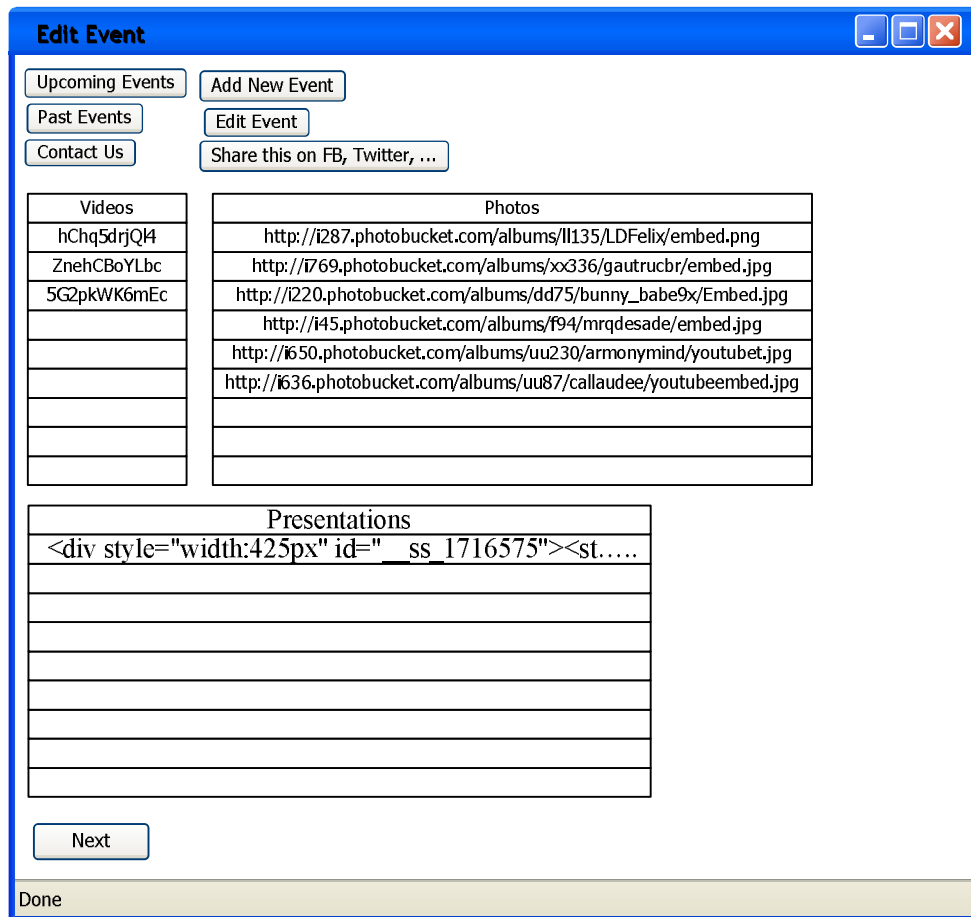 Edit Event
Upcoming Events
Add New Event
Past Events
Edit Event
Contact Us
Share this on FB, Twitter, ...
Videos
hChq5drjQl4
ZnehCBoYLbc
5G2pkWK6mEc
Photos
http://i287.photobucket.com/albums/ll135/LDFelix/embed.png
http://i769.photobucket.com/albums/xx336/gautrucbr/embed.jpg
http://i220.photobucket.com/albums/dd75/bunny_babe9x/Embed.jpg
http://i45.photobucket.com/albums/f94/mrqdesade/embed.jpg
http://i650.photobucket.com/albums/uu230/armonymind/youtubet.jpg
http://i636.photobucket.com/albums/uu87/callaudee/youtubeembed.jpg
Presentations
<div style="width:425px" id="__ss_1716575"><st.....
Next
Done